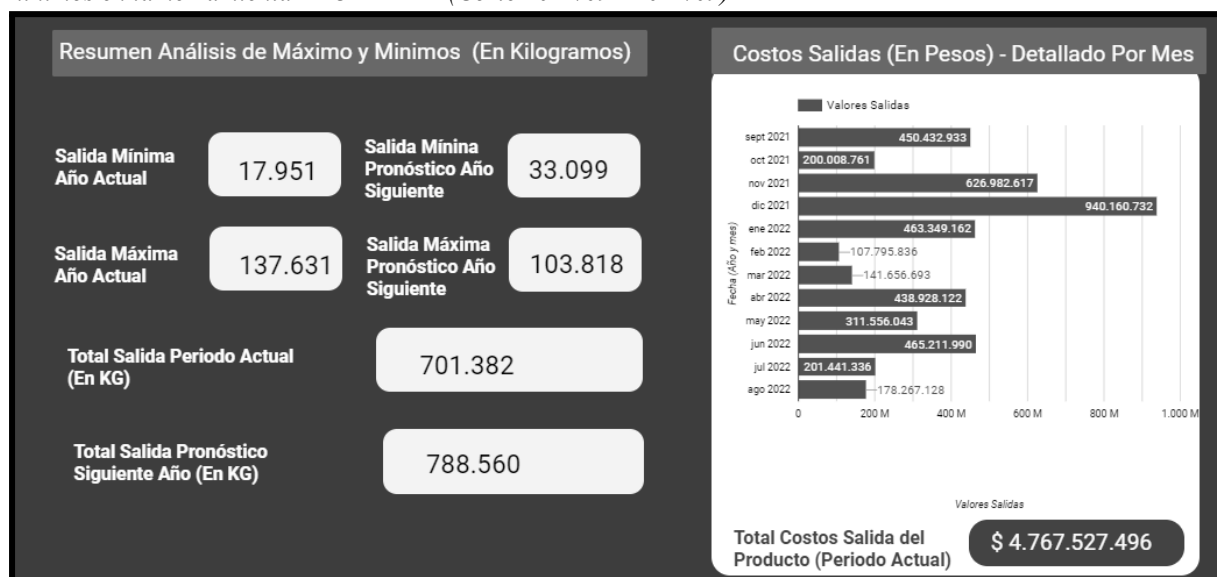 Resumen Análisis de Máximo y Minimos (En Kilogramos)
Salida Mínima
Año Actual
17.951
Salida Mínina
Pronóstico Año
Siguiente
33.099
Salida Máxima
Año Actual
137.631
Salida Máxima
Pronóstico Año
Siguiente
103.818
Total Salida Periodo Actual
(En KG)
701.382
Total Salida Pronóstico
Siguiente Año (En KG)
788.560
Costos Salidas (En Pesos) - Detallado Por Mes
Valores Salidas
Fecha (Año y mes)
sept 2021 450.432.933
oct 2021 200.008.761
nov 2021 626.982.617
dic 2021 940.160.732
ene 2022 463.349.162
feb 2022 107.795.836
mar 2022 141.656.693
abr 2022 438.928.122
may 2022 311.556.043
jun 2022 465.211.990
jul 2022 201.441.336
ago 2022 178.267.128
0 200 M 400 M 600 M 800 M 1.000 M
Valores Salidas
Total Costos Salida del
Producto (Periodo Actual)
$ 4.767.527.496